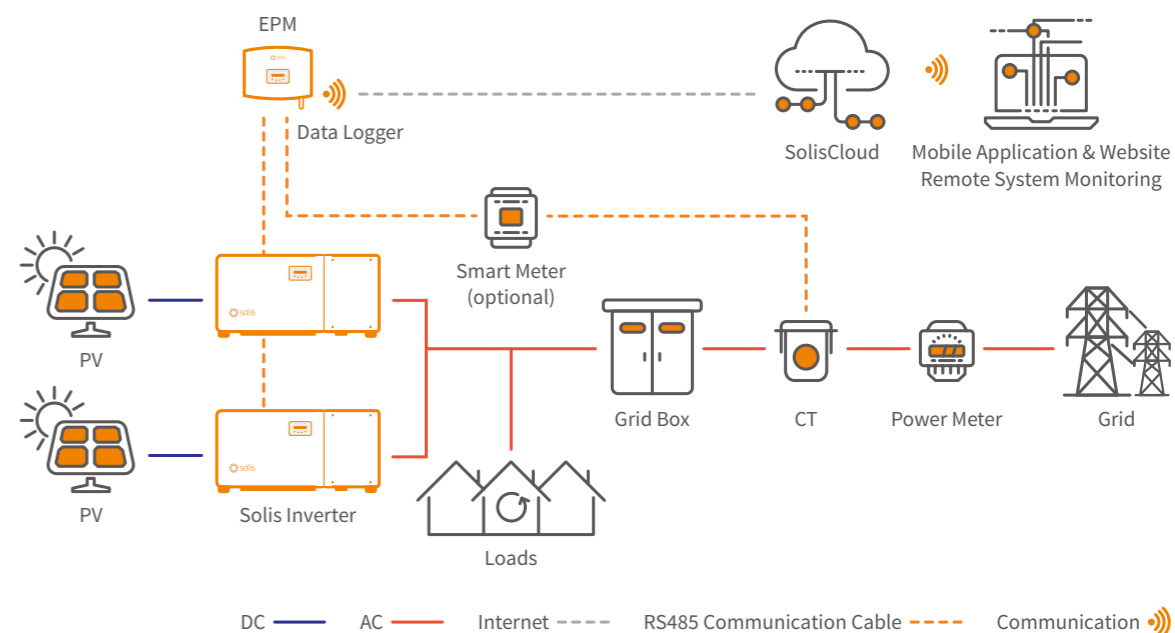 EPM
solis
Data Logger
SolisCloud
Mobile Application & Website
Remote System Monitoring
Smart Meter
(optional)
solis
PV
Grid Box
CT
Power Meter
Grid
solis
PV
Solis Inverter
Loads
DC
AC
Internet
RS485 Communication Cable
Communication